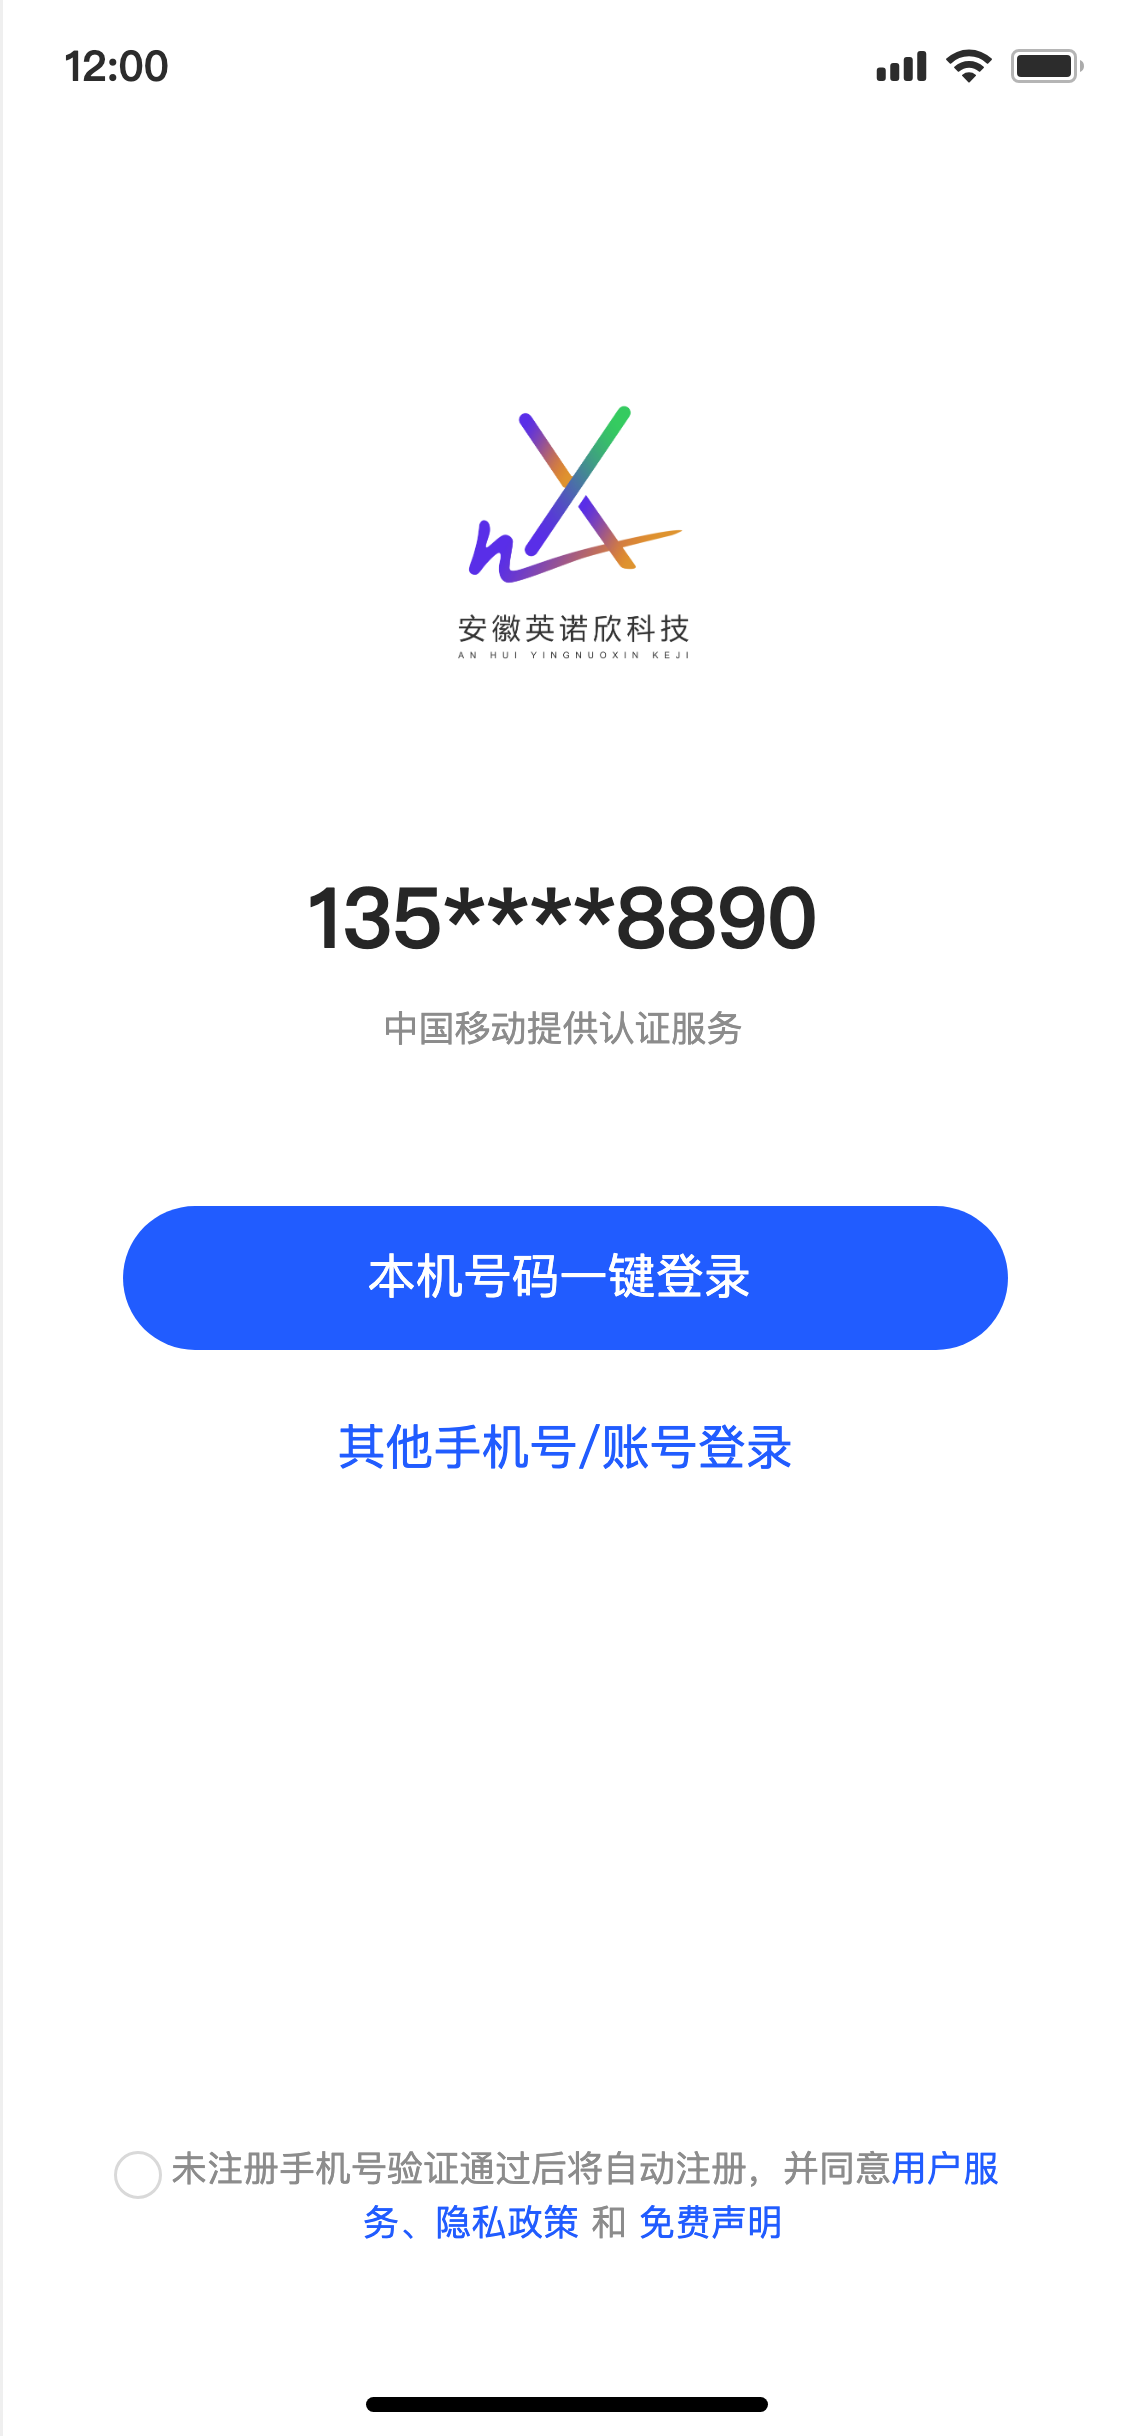 12:00
安徽英诺欣科技
AN HUI YINGNUOXIN KEJI
135****8890
中国移动提供认证服务
本机号码一键登录
其他手机号/账号登录
未注册手机号验证通过后将自动注册，并同意用户服
务、隐私政策 和 免费声明